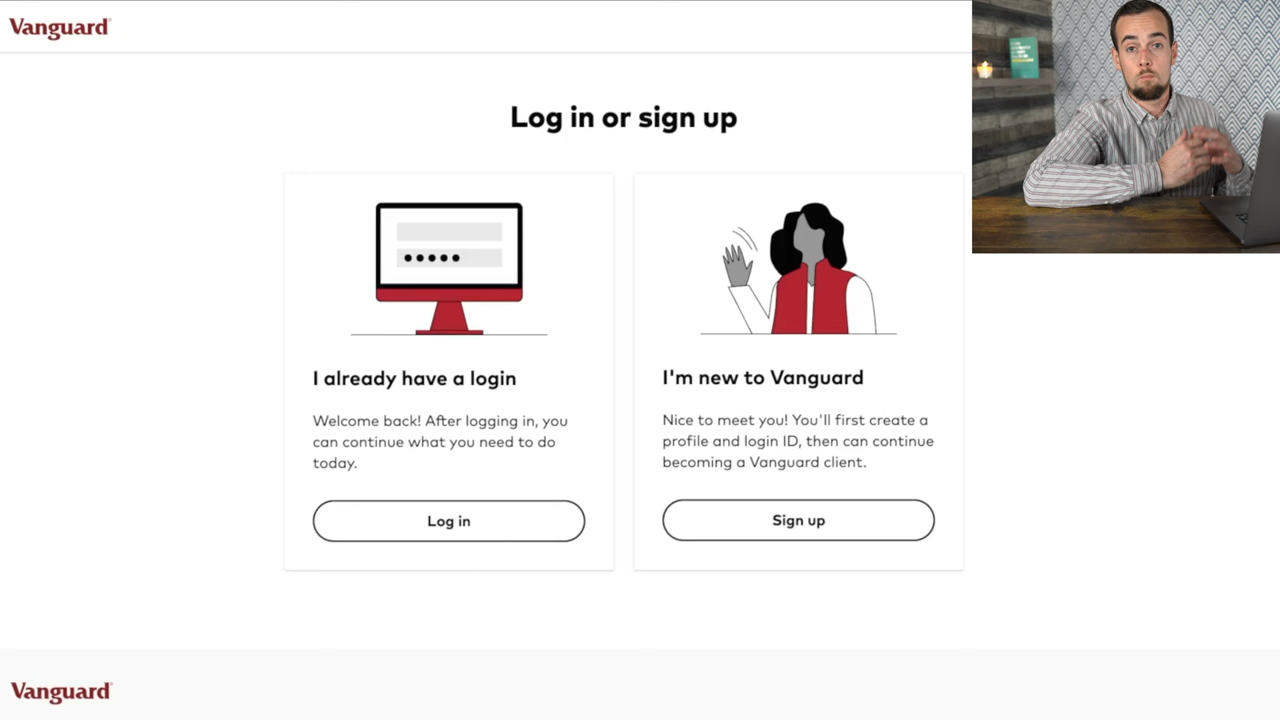 Vanguard
Log in or sign up
I already have a login
Welcome back! After logging in, you
can continue what you need to do
today.
Log in
I'm new to Vanguard
Nice to meet you! You'll first create a
profile and login ID, then can continue
becoming a Vanguard client.
Sign up
Vanguard